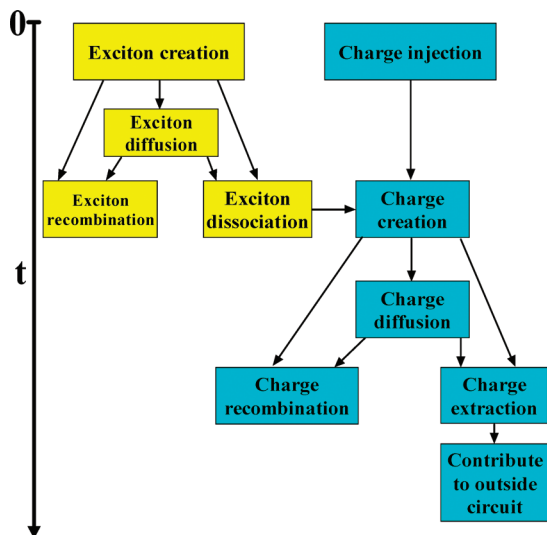 0
Exciton creation
Charge injection
Exciton
diffusion
Exciton
recombination
Exciton
dissociation
Charge
creation
t
Charge
diffusion
Charge
recombination
Charge
extraction
Contribute
to outside
circuit